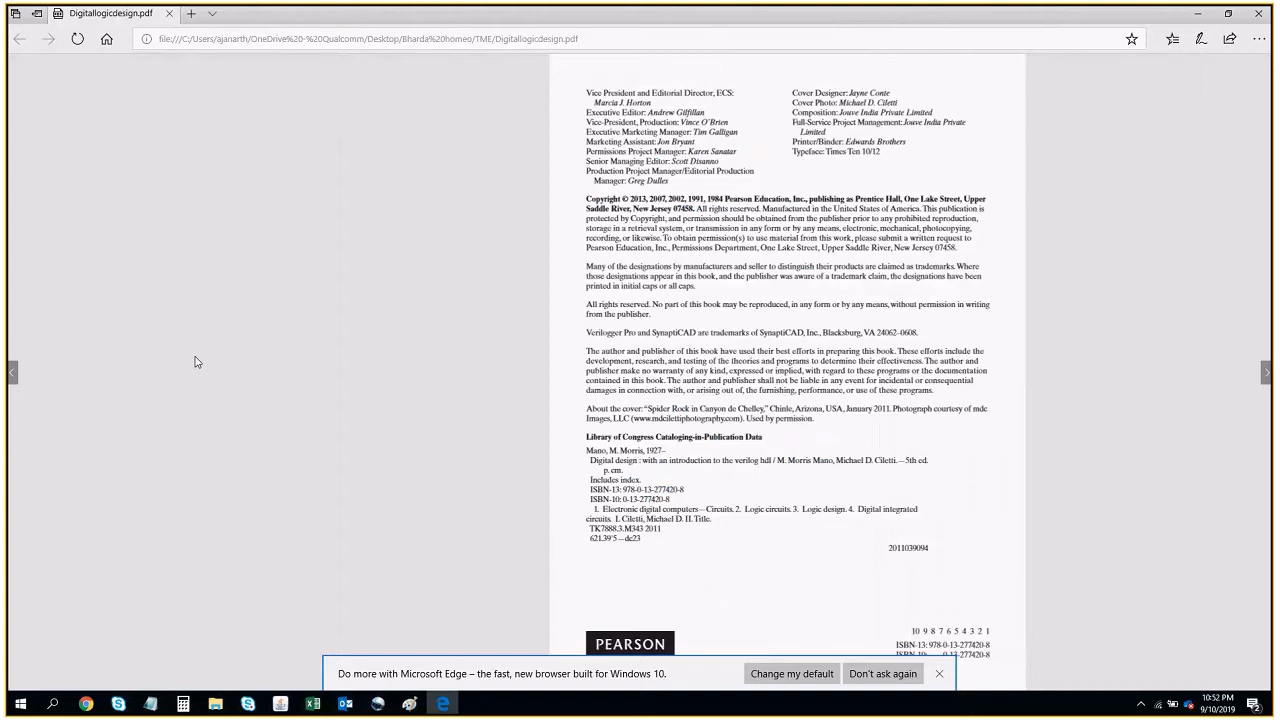 Digitallogicdesign.pdf
file:///C:/Users/ajanarth/OneDrive%20-%20Qualcomm/Desktop/Bharda%20homeo/TME/Digitallogicdesign.pdf
Vice President and Editorial Director, ECS:
Marcia J. Horton
Executive Editor: Andrew Gilfillan
Vice-President, Production: Vince O'Brien
Executive Marketing Manager: Tim Galligan
Marketing Assistant: Jon Bryant
Permissions Project Manager: Karen Sanatar
Senior Managing Editor: Scott Disanno
Production Project Manager/Editorial Production
Manager: Greg Dulles
Cover Designer: Jayne Conte
Cover Photo: Michael D. Ciletti
Composition: Jouve India Private Limited
Full-Service Project Management: Jouve India Private
Limited
Printer/Binder: Edwards Brothers
Typeface: Times Ten 10/12
Copyright © 2013, 2007, 2002, 1991, 1984 Pearson Education, Inc., publishing as Prentice Hall, One Lake Street, Upper
Saddle River, New Jersey 07458. All rights reserved. Manufactured in the United States of America. This publication is
protected by Copyright, and permission should be obtained from the publisher prior to any prohibited reproduction,
storage in a retrieval system, or transmission in any form or by any means, electronic, mechanical, photocopying,
recording, or likewise. To obtain permission(s) to use material from this work, please submit a written request to
Pearson Education, Inc., Permissions Department, One Lake Street, Upper Saddle River, New Jersey 07458.
Many of the designations by manufacturers and seller to distinguish their products are claimed as trademarks. Where
those designations appear in this book, and the publisher was aware of a trademark claim, the designations have been
printed in initial caps or all caps.
All rights reserved. No part of this book may be reproduced, in any form or by any means, without permission in writing
from the publisher.
Verilogger Pro and SynaptiCAD are trademarks of SynaptiCAD, Inc., Blacksburg, VA 24062–0608.
The author and publisher of this book have used their best efforts in preparing this book. These efforts include the
development, research, and testing of the theories and programs to determine their effectiveness. The author and
publisher make no warranty of any kind, expressed or implied, with regard to these programs or the documentation
contained in this book. The author and publisher shall not be liable in any event for incidental or consequential
damages in connection with, or arising out of, the furnishing, performance, or use of these programs.
About the cover: “Spider Rock in Canyon de Chelley,” Chinle, Arizona, USA, January 2011. Photograph courtesy of mdc
Images, LLC (www.mdcilettiphotography.com). Used by permission.
Library of Congress Cataloging-in-Publication Data
Mano, M. Morris, 1927–
Digital design : with an introduction to the verilog hdl / M. Morris Mano, Michael D. Ciletti.—5th ed.
p. cm.
Includes index.
ISBN-13: 978-0-13-277420-8
ISBN-10: 0-13-277420-8
1. Electronic digital computers—Circuits. 2. Logic circuits. 3. Logic design. 4. Digital integrated
circuits. I. Ciletti, Michael D. II. Title.
TK7888.3.M343 2011
621.39'5—dc23
2011039094
10 9 8 7 6 5 4 3 2 1
PEARSON
ISBN-13: 978-0-13-277420-8
ISBN-10: 0-13-277420-8
Do more with Microsoft Edge – the fast, new browser built for Windows 10.
Change my default
Don't ask again
10:52 PM
9/10/2019
2